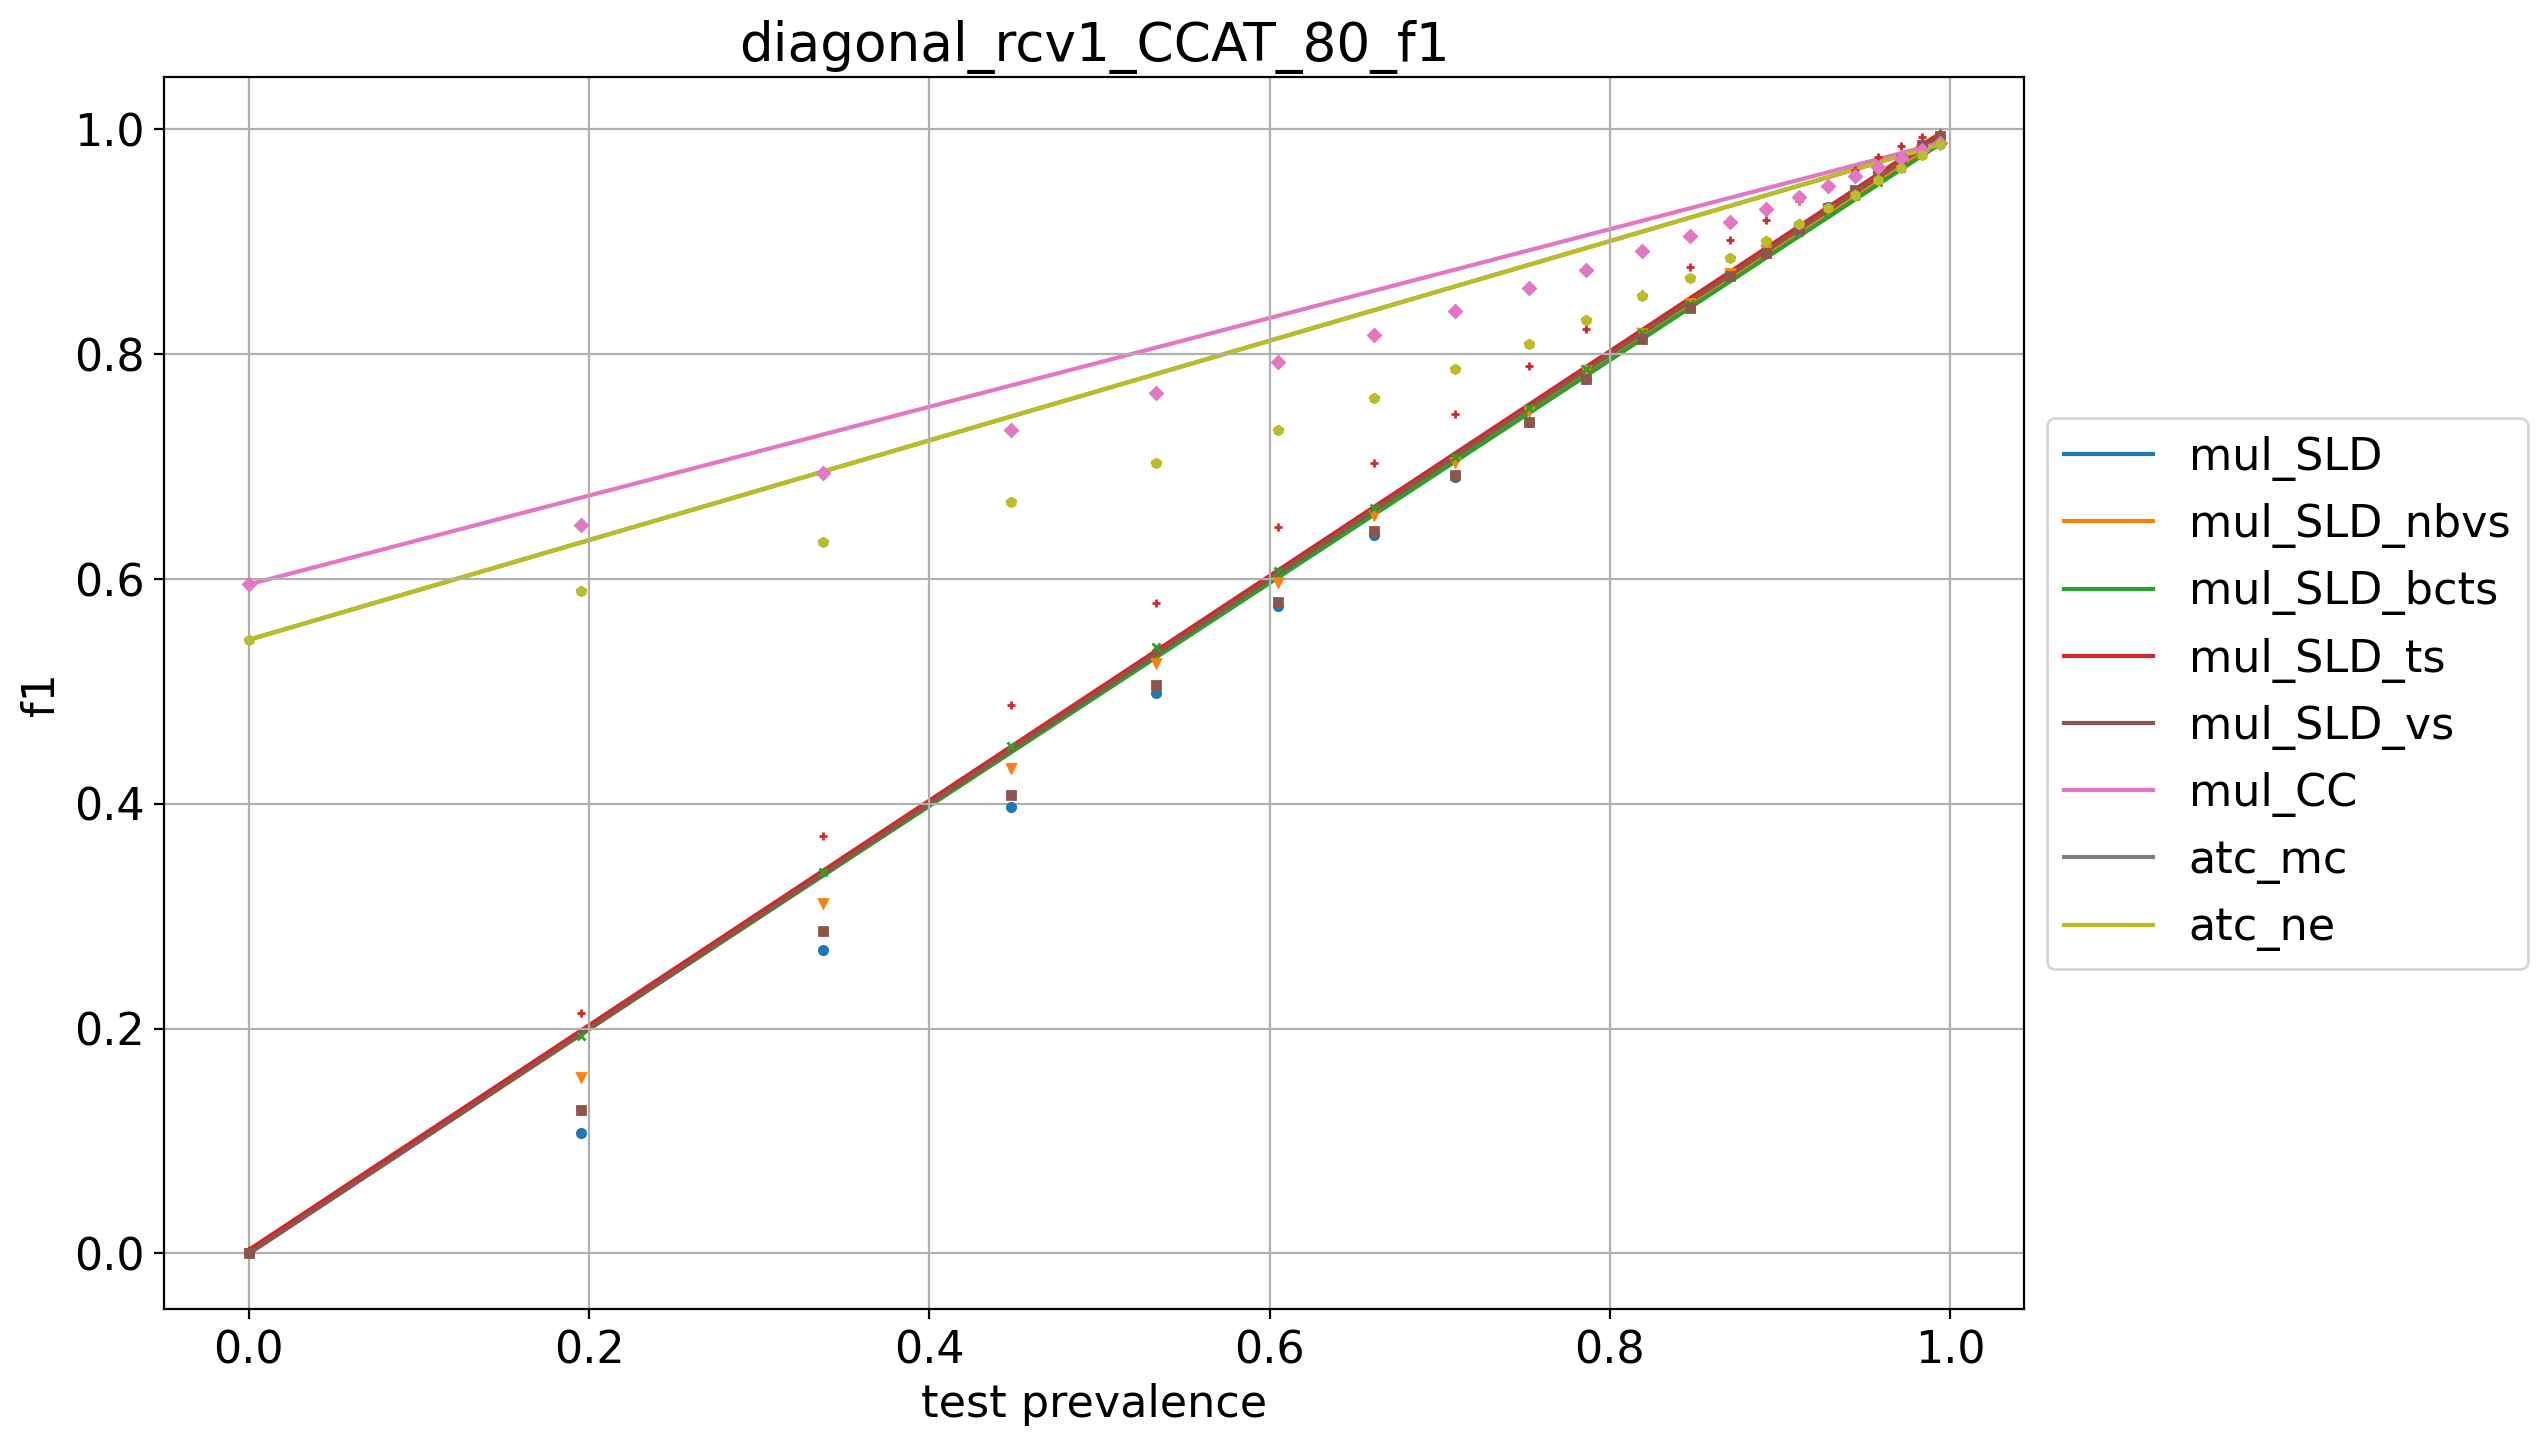 diagonal_rcv1_CCAT_80_f1
1.0
0.8
0.6
0.4
0.2
0.0
f1
0.0 0.2 0.4 0.6 0.8 1.0
test prevalence
mul_SLD
mul_SLD_nbvs
mul_SLD_bcts
mul_SLD_ts
mul_SLD_vs
mul_CC
atc_mc
atc_ne